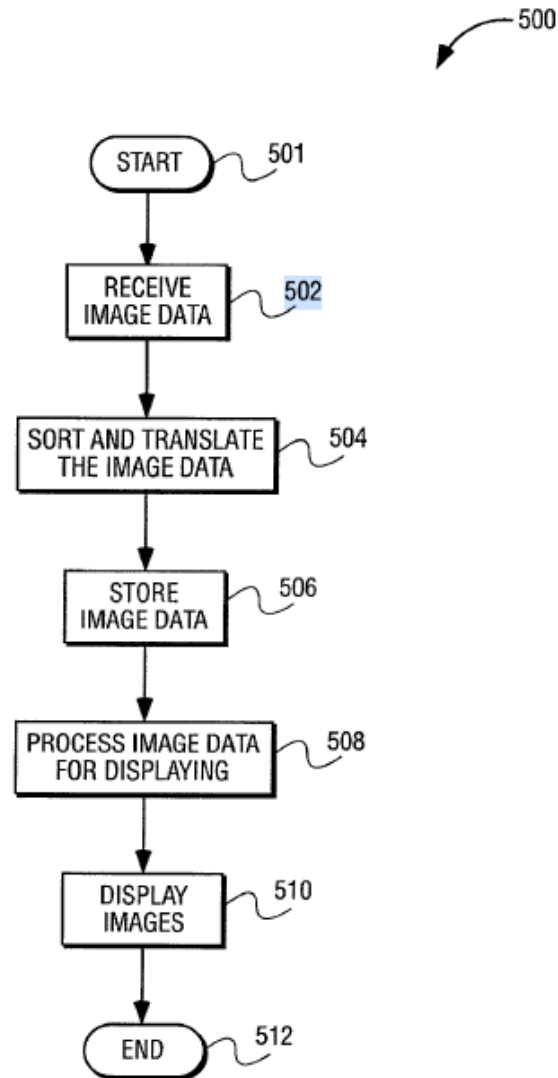 500
START
501
RECEIVE
IMAGE DATA
502
SORT AND TRANSLATE
THE IMAGE DATA
504
STORE
IMAGE DATA
506
PROCESS IMAGE DATA
FOR DISPLAYING
508
DISPLAY
IMAGES
510
END
512